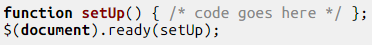 function setUp() { /* code goes here */ };
$(document).ready(setUp);